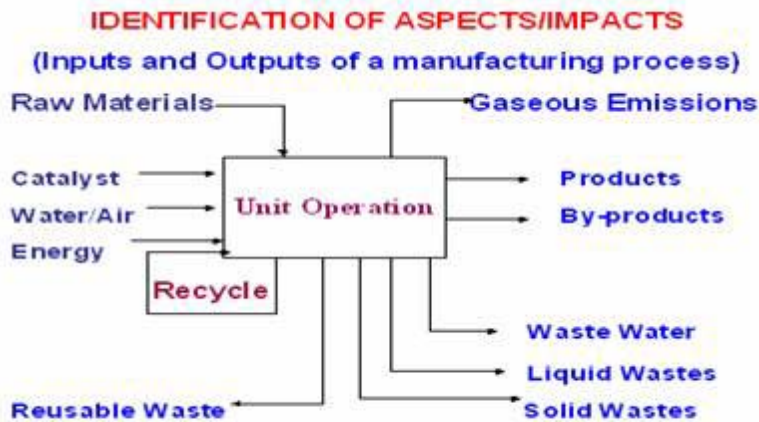 IDENTIFICATION OF ASPECTS/IMPACTS
(Inputs and Outputs of a manufacturing process)
Raw Materials
Gaseous Emissions
Catalyst
Products
Unit Operation
Water/Air
By-products
Energy
Recycle
Waste Water
Liquid Wastes
Reusable Waste
Solid Wastes